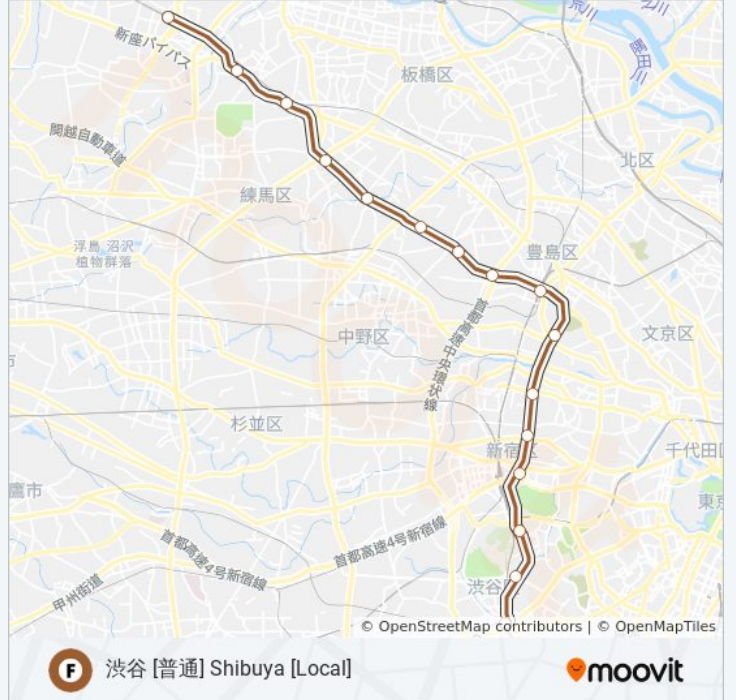 荒川
新座バイパス
板橋区
隅田川
関越自動車道
北区
練馬区
浮島 沼沢
植物群落
豊島区
首都高速中央環状線
文京区
中野区
杉並区
新宿区
千代田区
鷹市
東京
首都高速4号新宿線
首都高速4号新宿線
甲州街道
渋谷
© OpenStreetMap contributors | © OpenMapTiles
F 渋谷 [普通] Shibuya [Local]
moovit